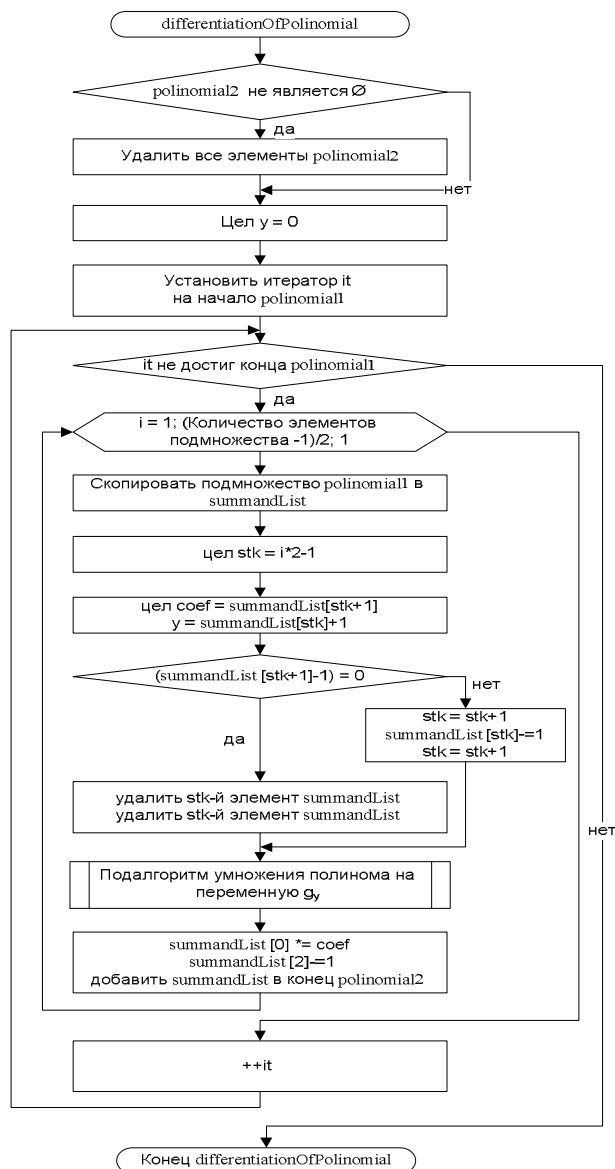 differentiationOfPolinomial
polinomial2 не является Ø
да
Удалить все элементы polinomial2
нет
Цел y = 0
Установить итератор it
на начало polinomial1
it не достиг конца polinomial1
да
i = 1; (Количество элементов
подмножества -1)/2; 1
Скопировать подмножество polinomial1 в
summandList
цел stk = i*2-1
цел coef = summandList[stk+1]
y = summandList[stk]+1
(summandList [stk+1]-1) = 0
нет
stk = stk+1
summandList [stk]-=1
stk = stk+1
да
удалить stk-й элемент summandList
удалить stk-й элемент summandList
нет
Подалгоритм умножения полинома на
переменную gy
summandList [0] *= coef
summandList [2]-=1
добавить summandList в конец polinomial2
++it
Конец differentiationOfPolinomial